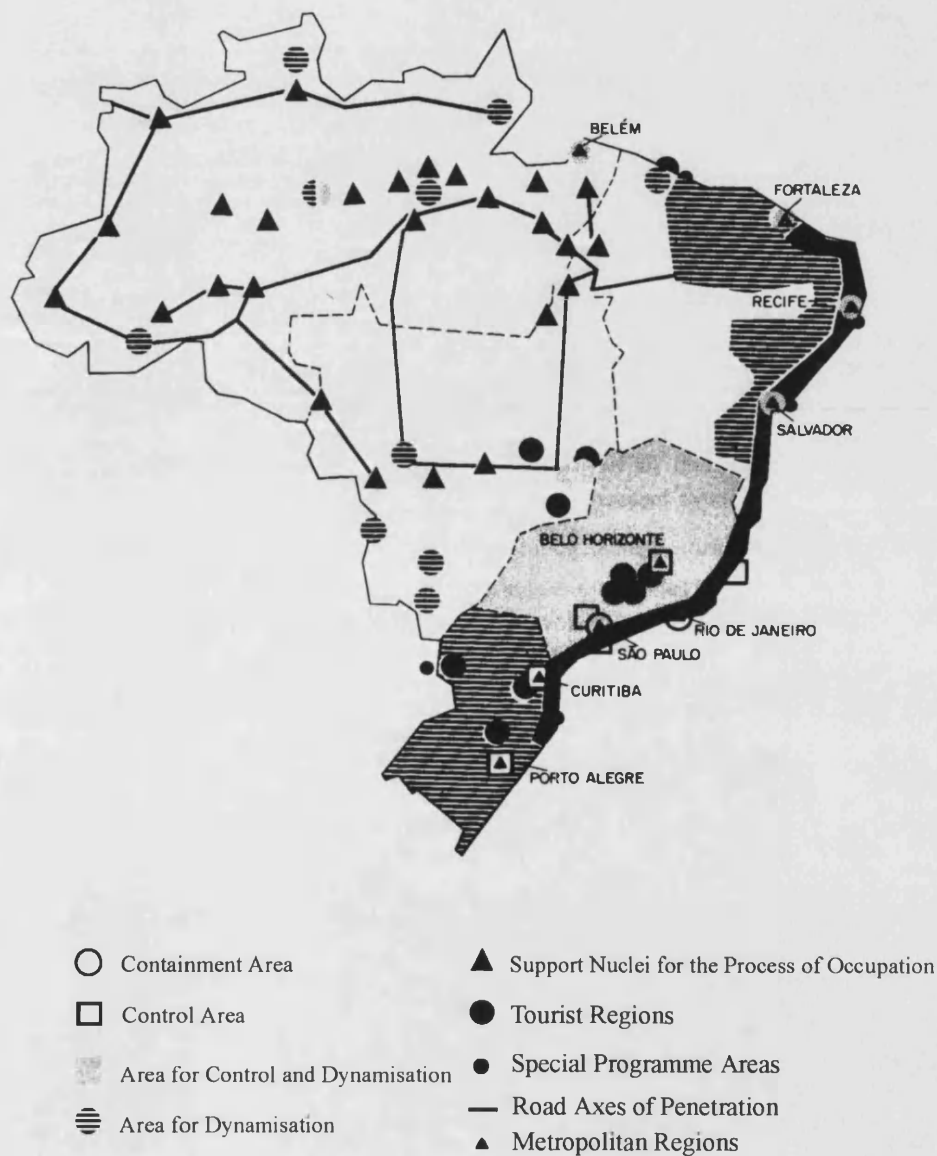 BELÉM
FORTALEZA
RECIFE
SALVADOR
BELO HORIZONTE
RIO DE JANEIRO
SÃO PAULO
CURITIBA
PORTO ALEGRE
Containment Area
Control Area
Area for Control and Dynamisation
Area for Dynamisation
Support Nuclei for the Process of Occupation
Tourist Regions
Special Programme Areas
Road Axes of Penetration
Metropolitan Regions